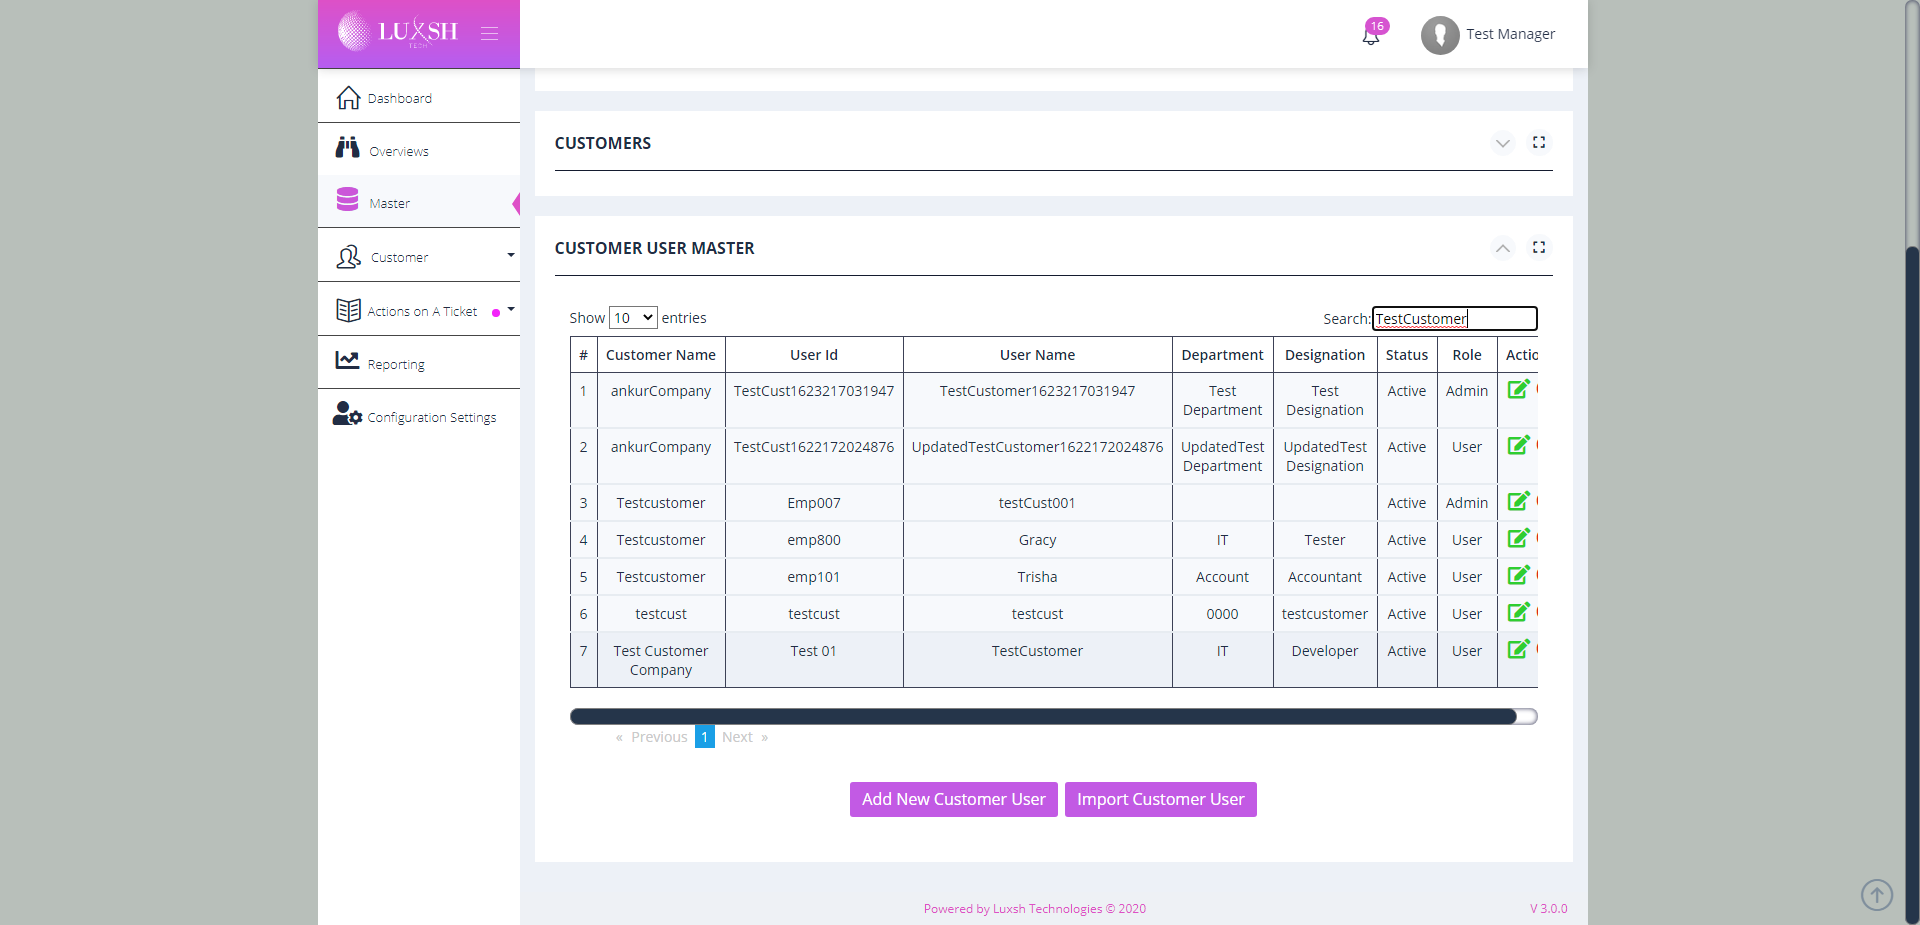 LUXSH
TECH
16
Test Manager
Dashboard
Overviews
Master
Customer
Actions on A Ticket
Reporting
Configuration Settings
CUSTOMERS
CUSTOMER USER MASTER
Show 10 entries
Search: TestCustomer
# Customer Name User Id User Name Department Designation Status Role Actio
1 ankurCompany TestCust1623217031947 TestCustomer1623217031947 Test Department Test Designation Active Admin
2 ankurCompany TestCust1622172024876 UpdatedTestCustomer1622172024876 UpdatedTest Department UpdatedTest Designation Active User
3 Testcustomer Emp007 testCust001 Active Admin
4 Testcustomer emp800 Gracy IT Tester Active User
5 Testcustomer emp101 Trisha Account Accountant Active User
6 testcust testcust testcust 0000 testcustomer Active User
7 Test Customer Company Test 01 TestCustomer IT Developer Active User
« Previous 1 Next »
Add New Customer User Import Customer User
Powered by Luxsh Technologies © 2020
V 3.0.0